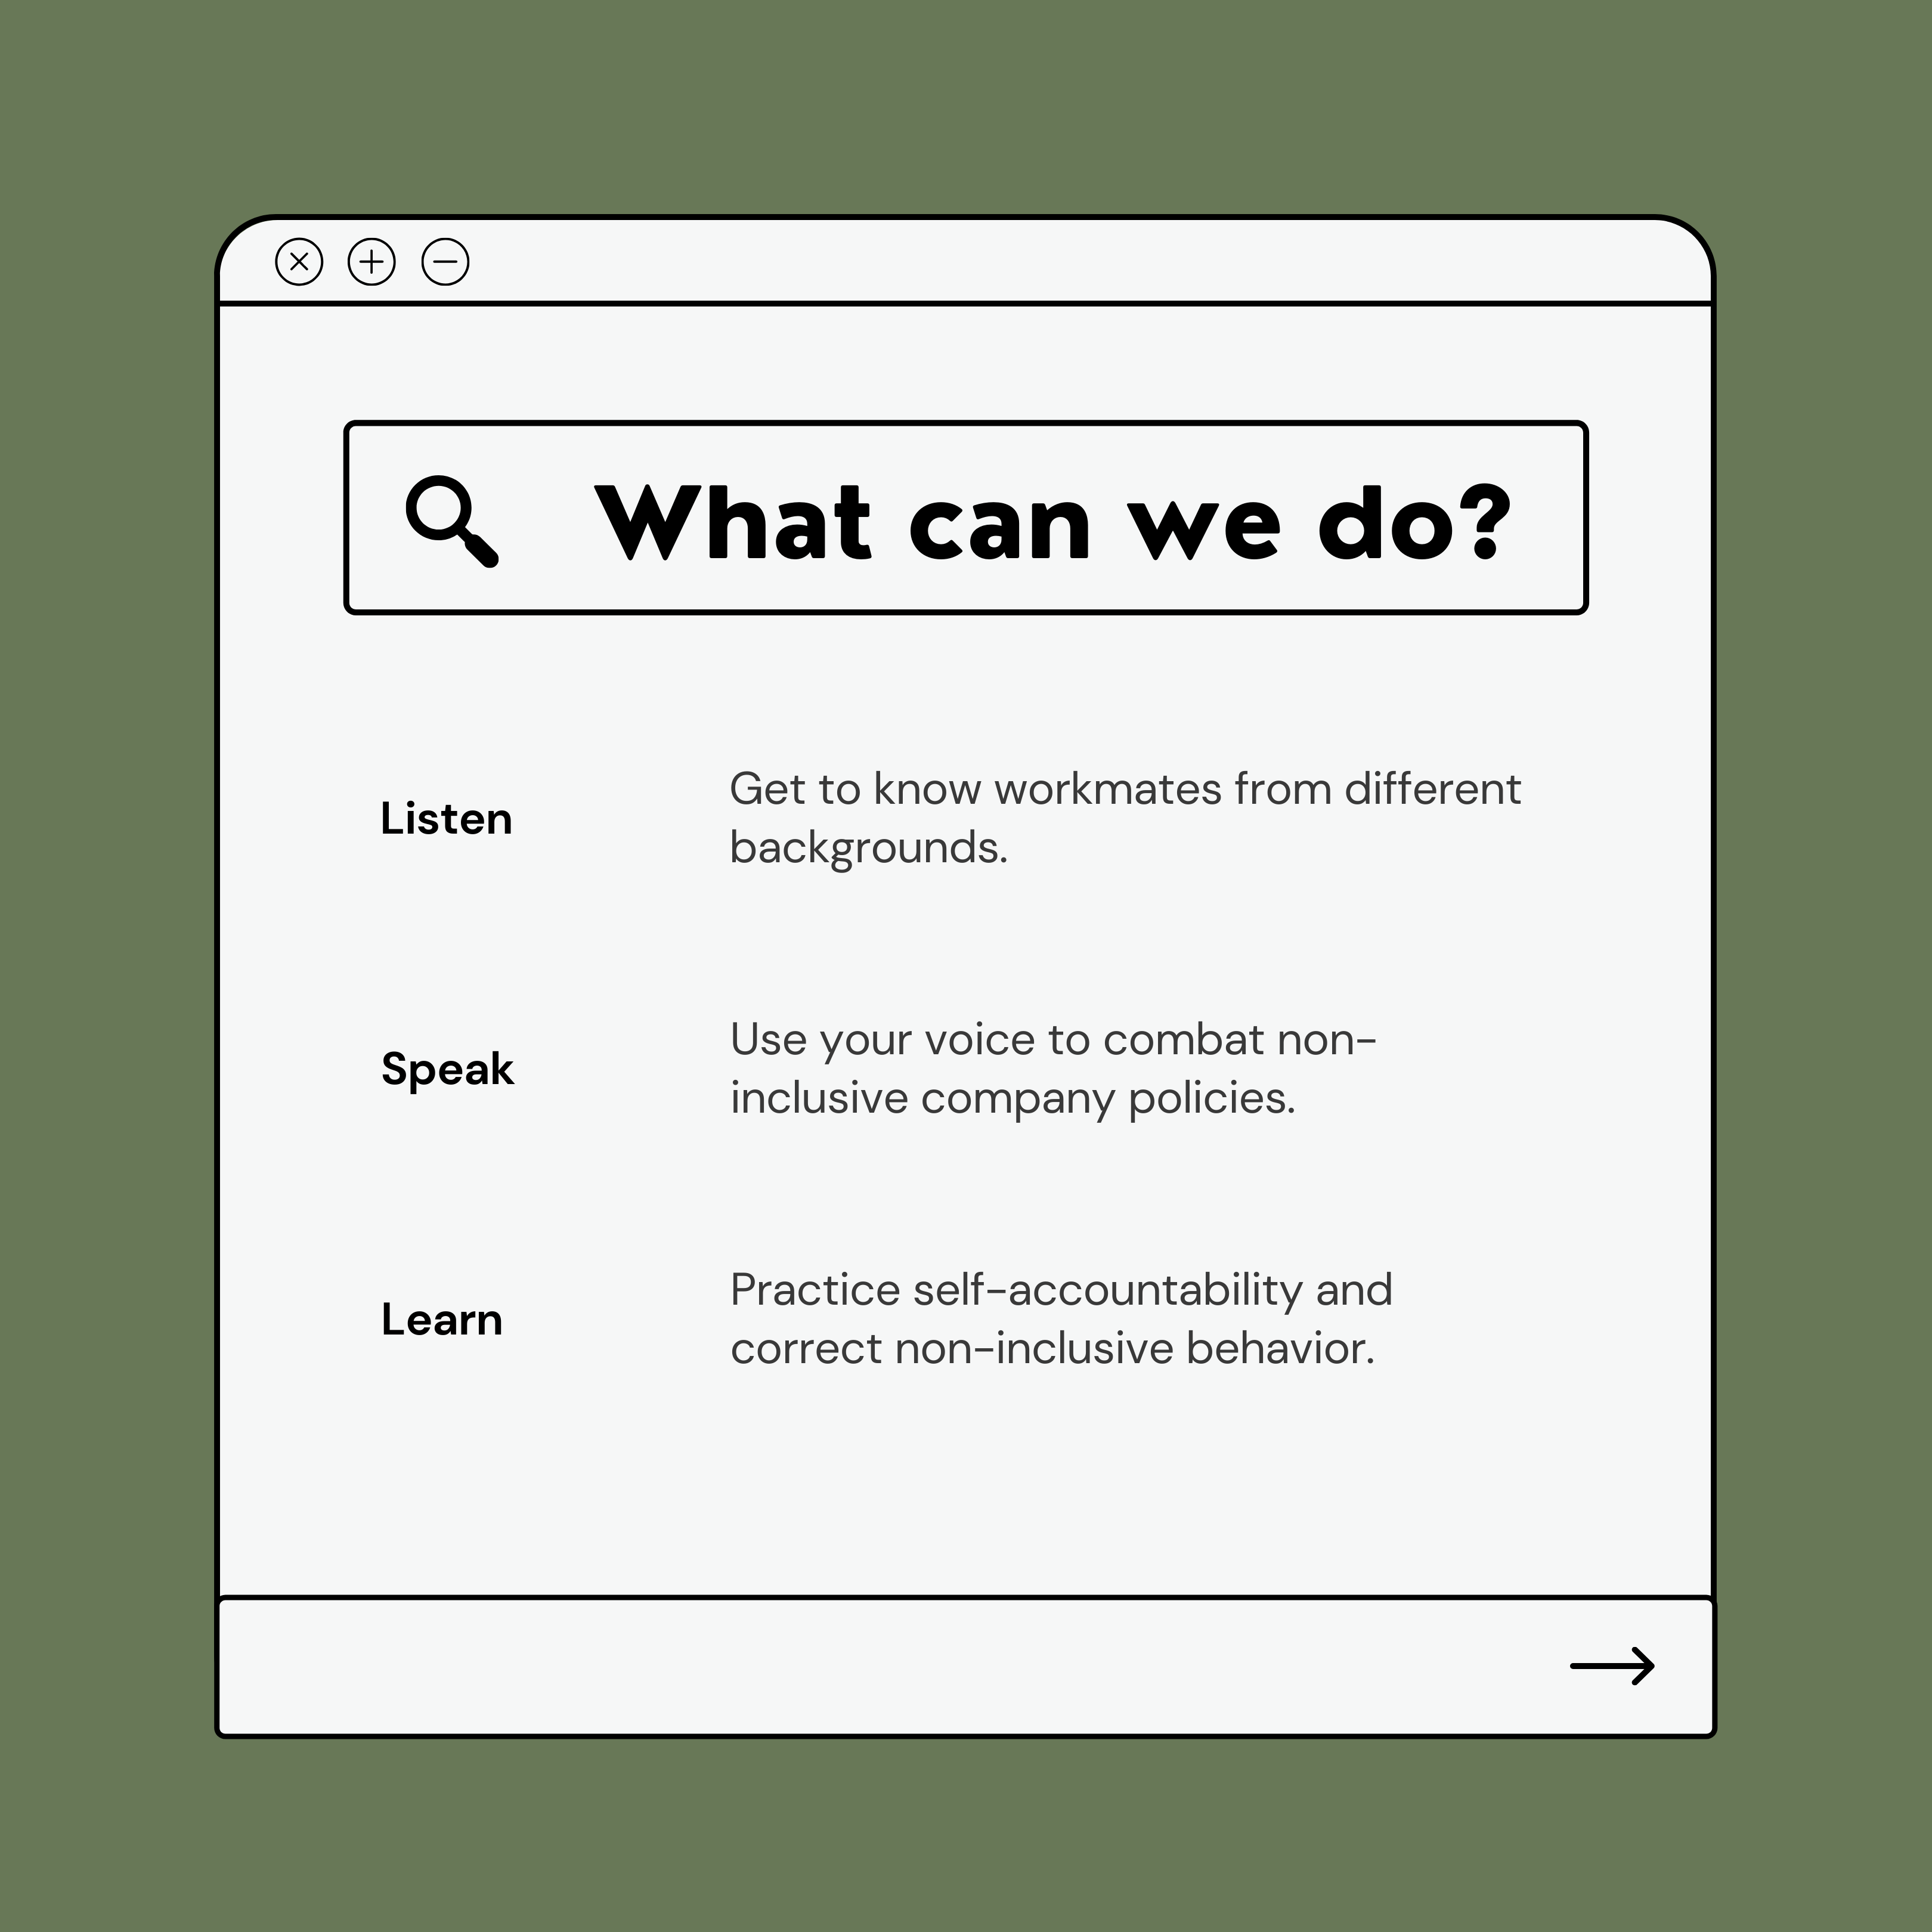 What can we do?
Listen
Get to know workmates from different
backgrounds.
Speak
Use your voice to combat non-
inclusive company policies.
Learn
Practice self-accountability and
correct non-inclusive behavior.